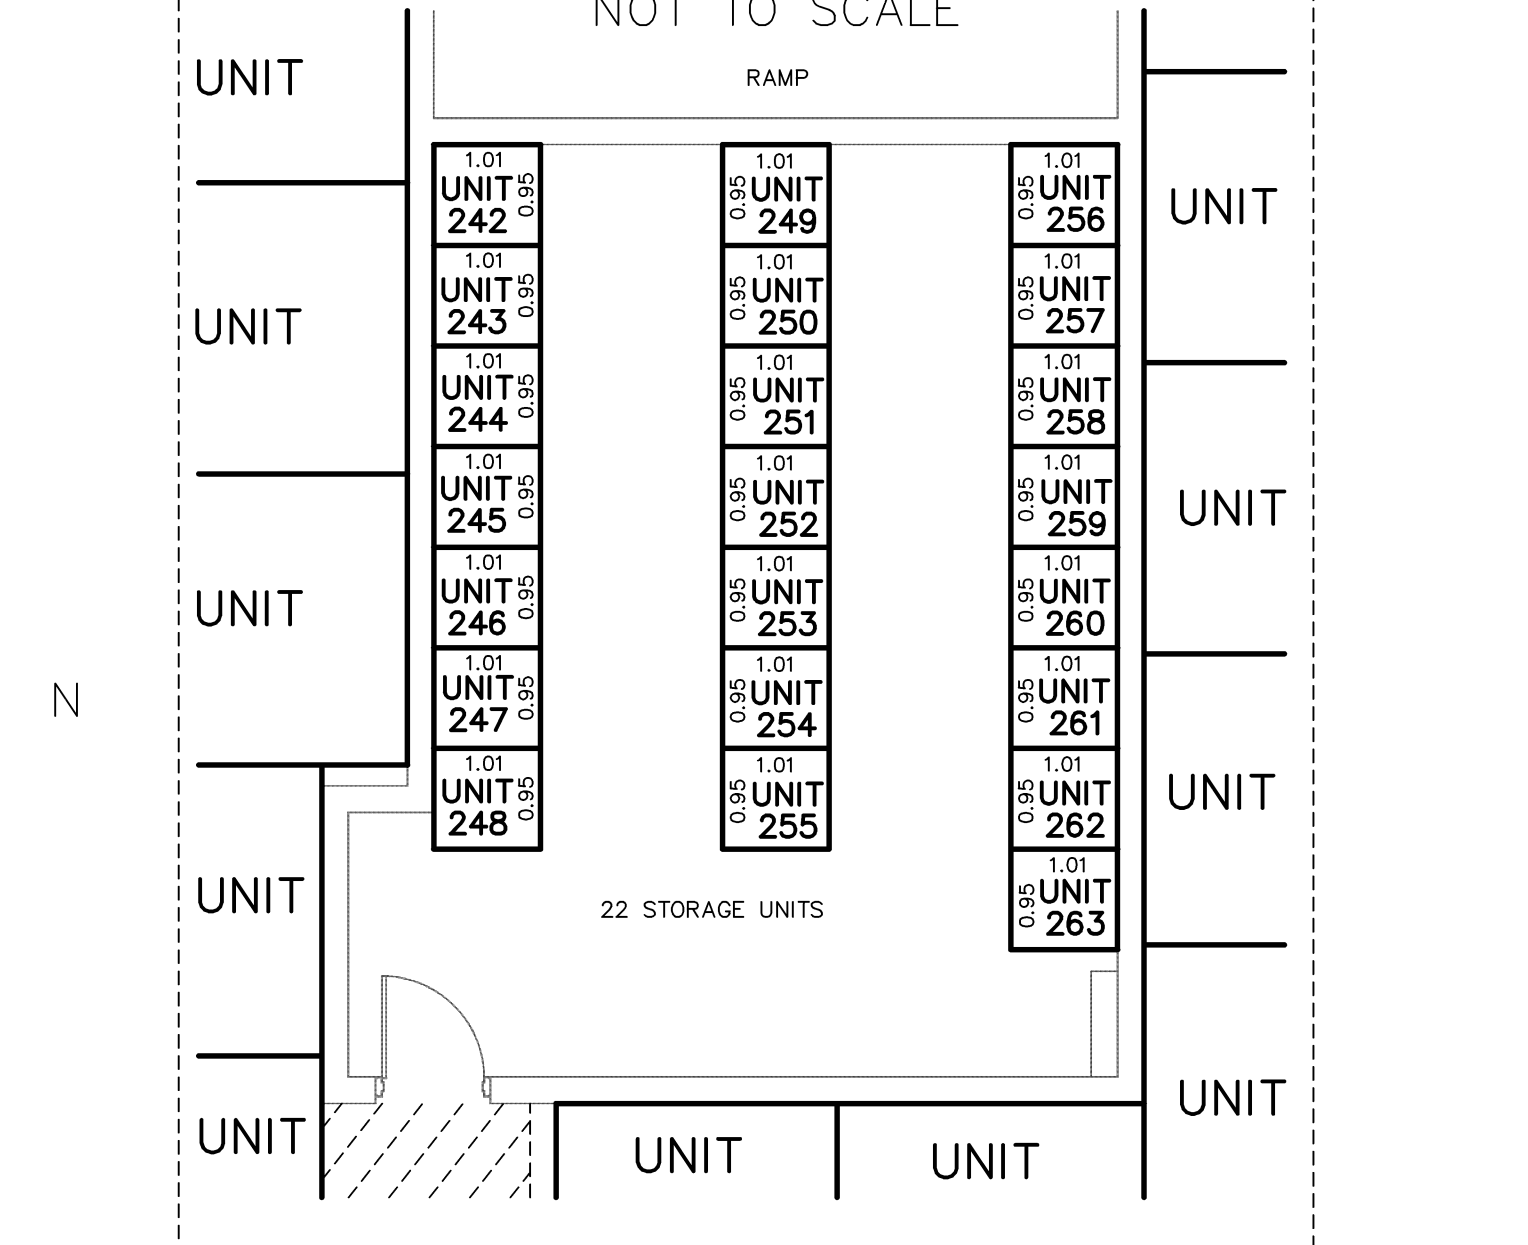 NOT TO SCALE
RAMP
UNIT
UNIT
UNIT
UNIT
UNIT
1.01
UNIT
242
0.95
1.01
UNIT
243
0.95
1.01
UNIT
244
0.95
1.01
UNIT
245
0.95
1.01
UNIT
246
0.95
1.01
UNIT
247
0.95
1.01
UNIT
248
0.95
1.01
0.95
UNIT
249
1.01
0.95
UNIT
250
1.01
0.95
UNIT
251
1.01
0.95
UNIT
252
1.01
0.95
UNIT
253
1.01
0.95
UNIT
254
1.01
0.95
UNIT
255
1.01
0.95
UNIT
256
1.01
0.95
UNIT
257
1.01
0.95
UNIT
258
1.01
0.95
UNIT
259
1.01
0.95
UNIT
260
1.01
0.95
UNIT
261
1.01
0.95
UNIT
262
1.01
0.95
UNIT
263
UNIT
UNIT
UNIT
UNIT
N
22 STORAGE UNITS
UNIT
UNIT